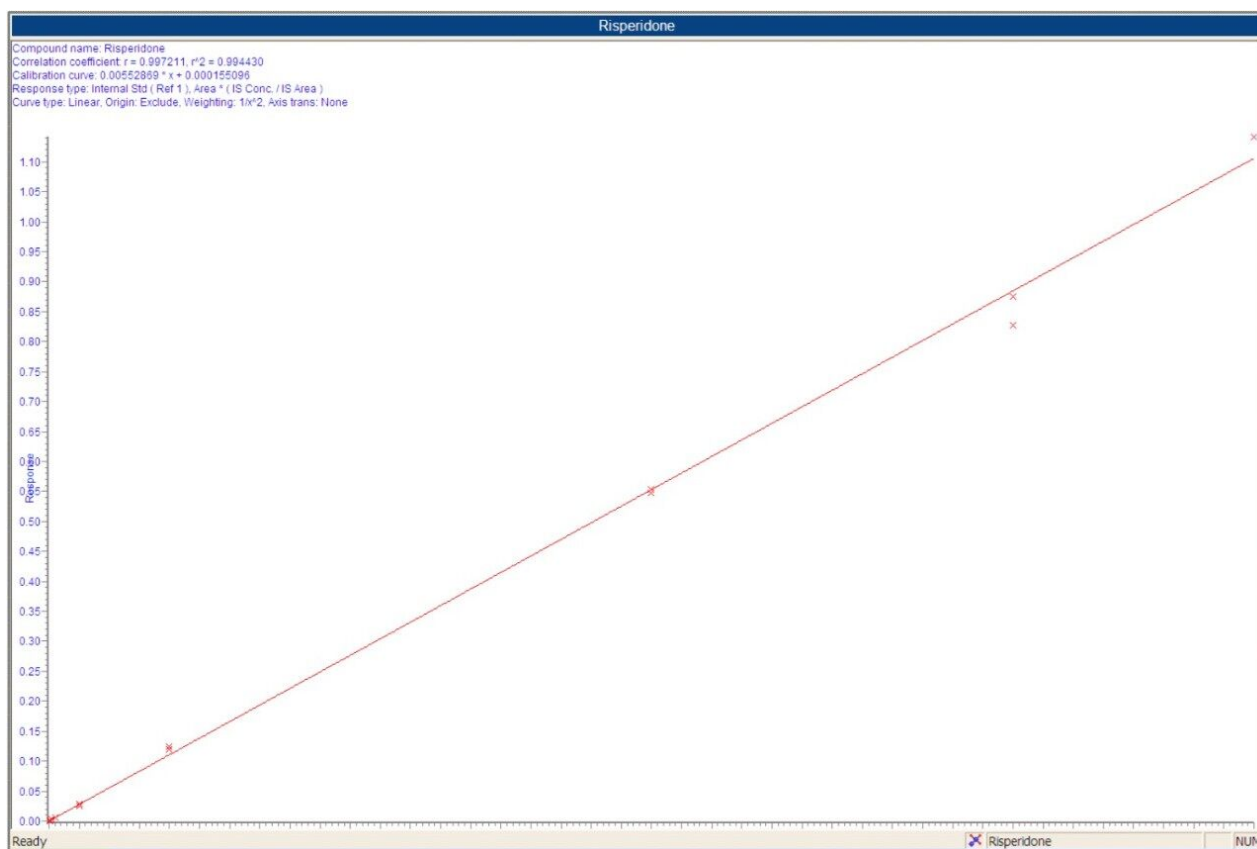 Risperidone
Compound name: Risperidone
Correlation coefficient: r = 0.997211, r^2 = 0.994430
Calibration curve: 0.00552869 * x + 0.000155096
Response type: Internal Std ( Ref 1 ), Area * ( IS Conc. / IS Area )
Curve type: Linear, Origin: Exclude, Weighting: 1/x^2, Axis trans: None
1.10
1.05
1.00
0.95
0.90
0.85
0.80
0.75
0.70
0.65
0.60
Response
0.55
0.50
0.45
0.40
0.35
0.30
0.25
0.20
0.15
0.10
0.05
0.00
Ready Risperidone NUN